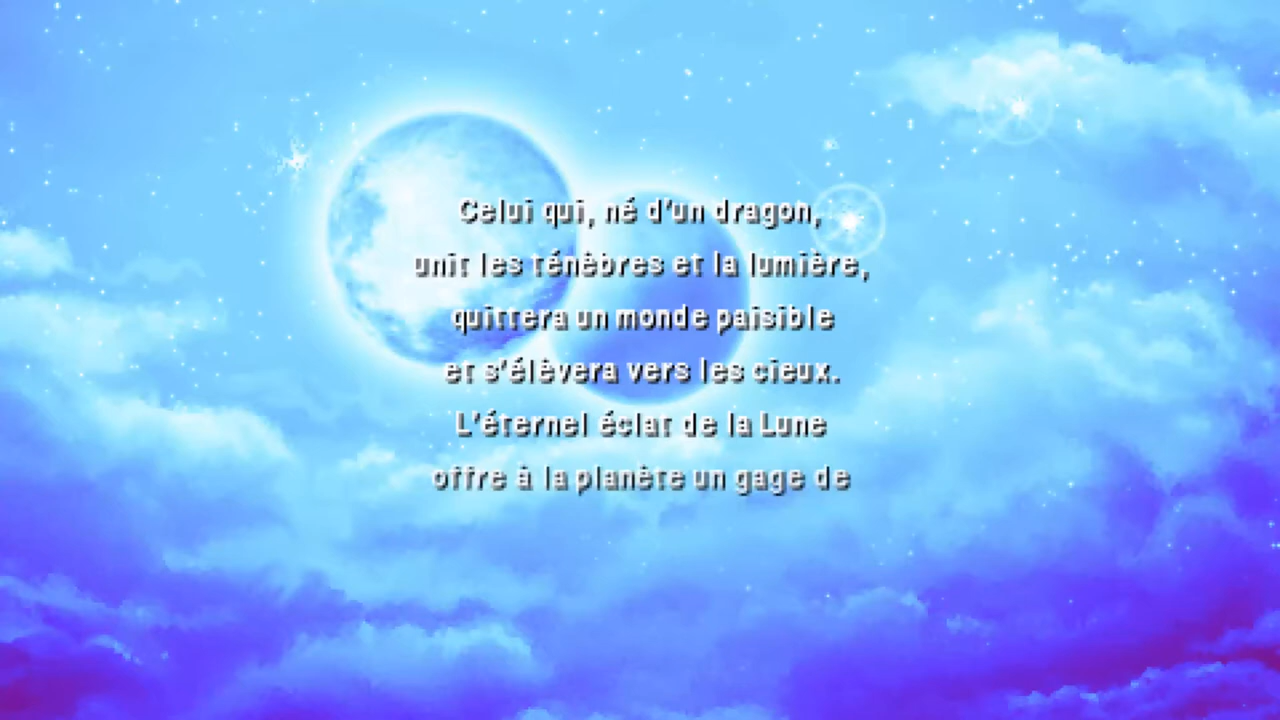 Celui qui, né d'un dragon,
unit les ténèbres et la lumière,
quittera un monde paisible
et s'élèvera vers les cieux.
L'éternel éclat de la Lune
offre à la planète un gage de